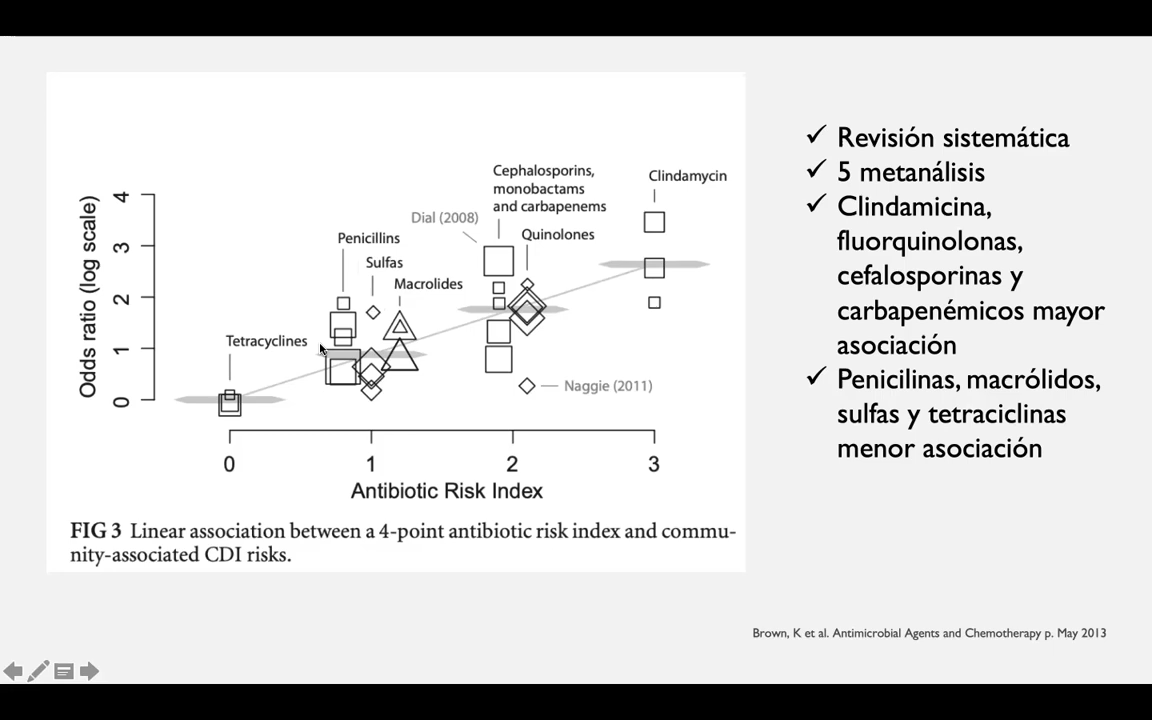 Cephalosporins,
monobactams
and carbapenems
Clindamycin
Dial (2008)
Quinolones
Penicillins
Sulfas
Macrolides
Tetracyclines
Naggie (2011)
Odds ratio (log scale)
4
3
2
1
0
0 1 2 3
Antibiotic Risk Index
FIG 3 Linear association between a 4-point antibiotic risk index and commu-
nity-associated CDI risks.
✓ Revisión sistemática
✓ 5 metanálisis
✓ Clindamicina,
fluorquinolonas,
cefalosporinas y
carbapenémicos mayor
asociación
✓ Penicilinas, macrólidos,
sulfas y tetraciclinas
menor asociación
Brown, K et al. Antimicrobial Agents and Chemotherapy p. May 2013